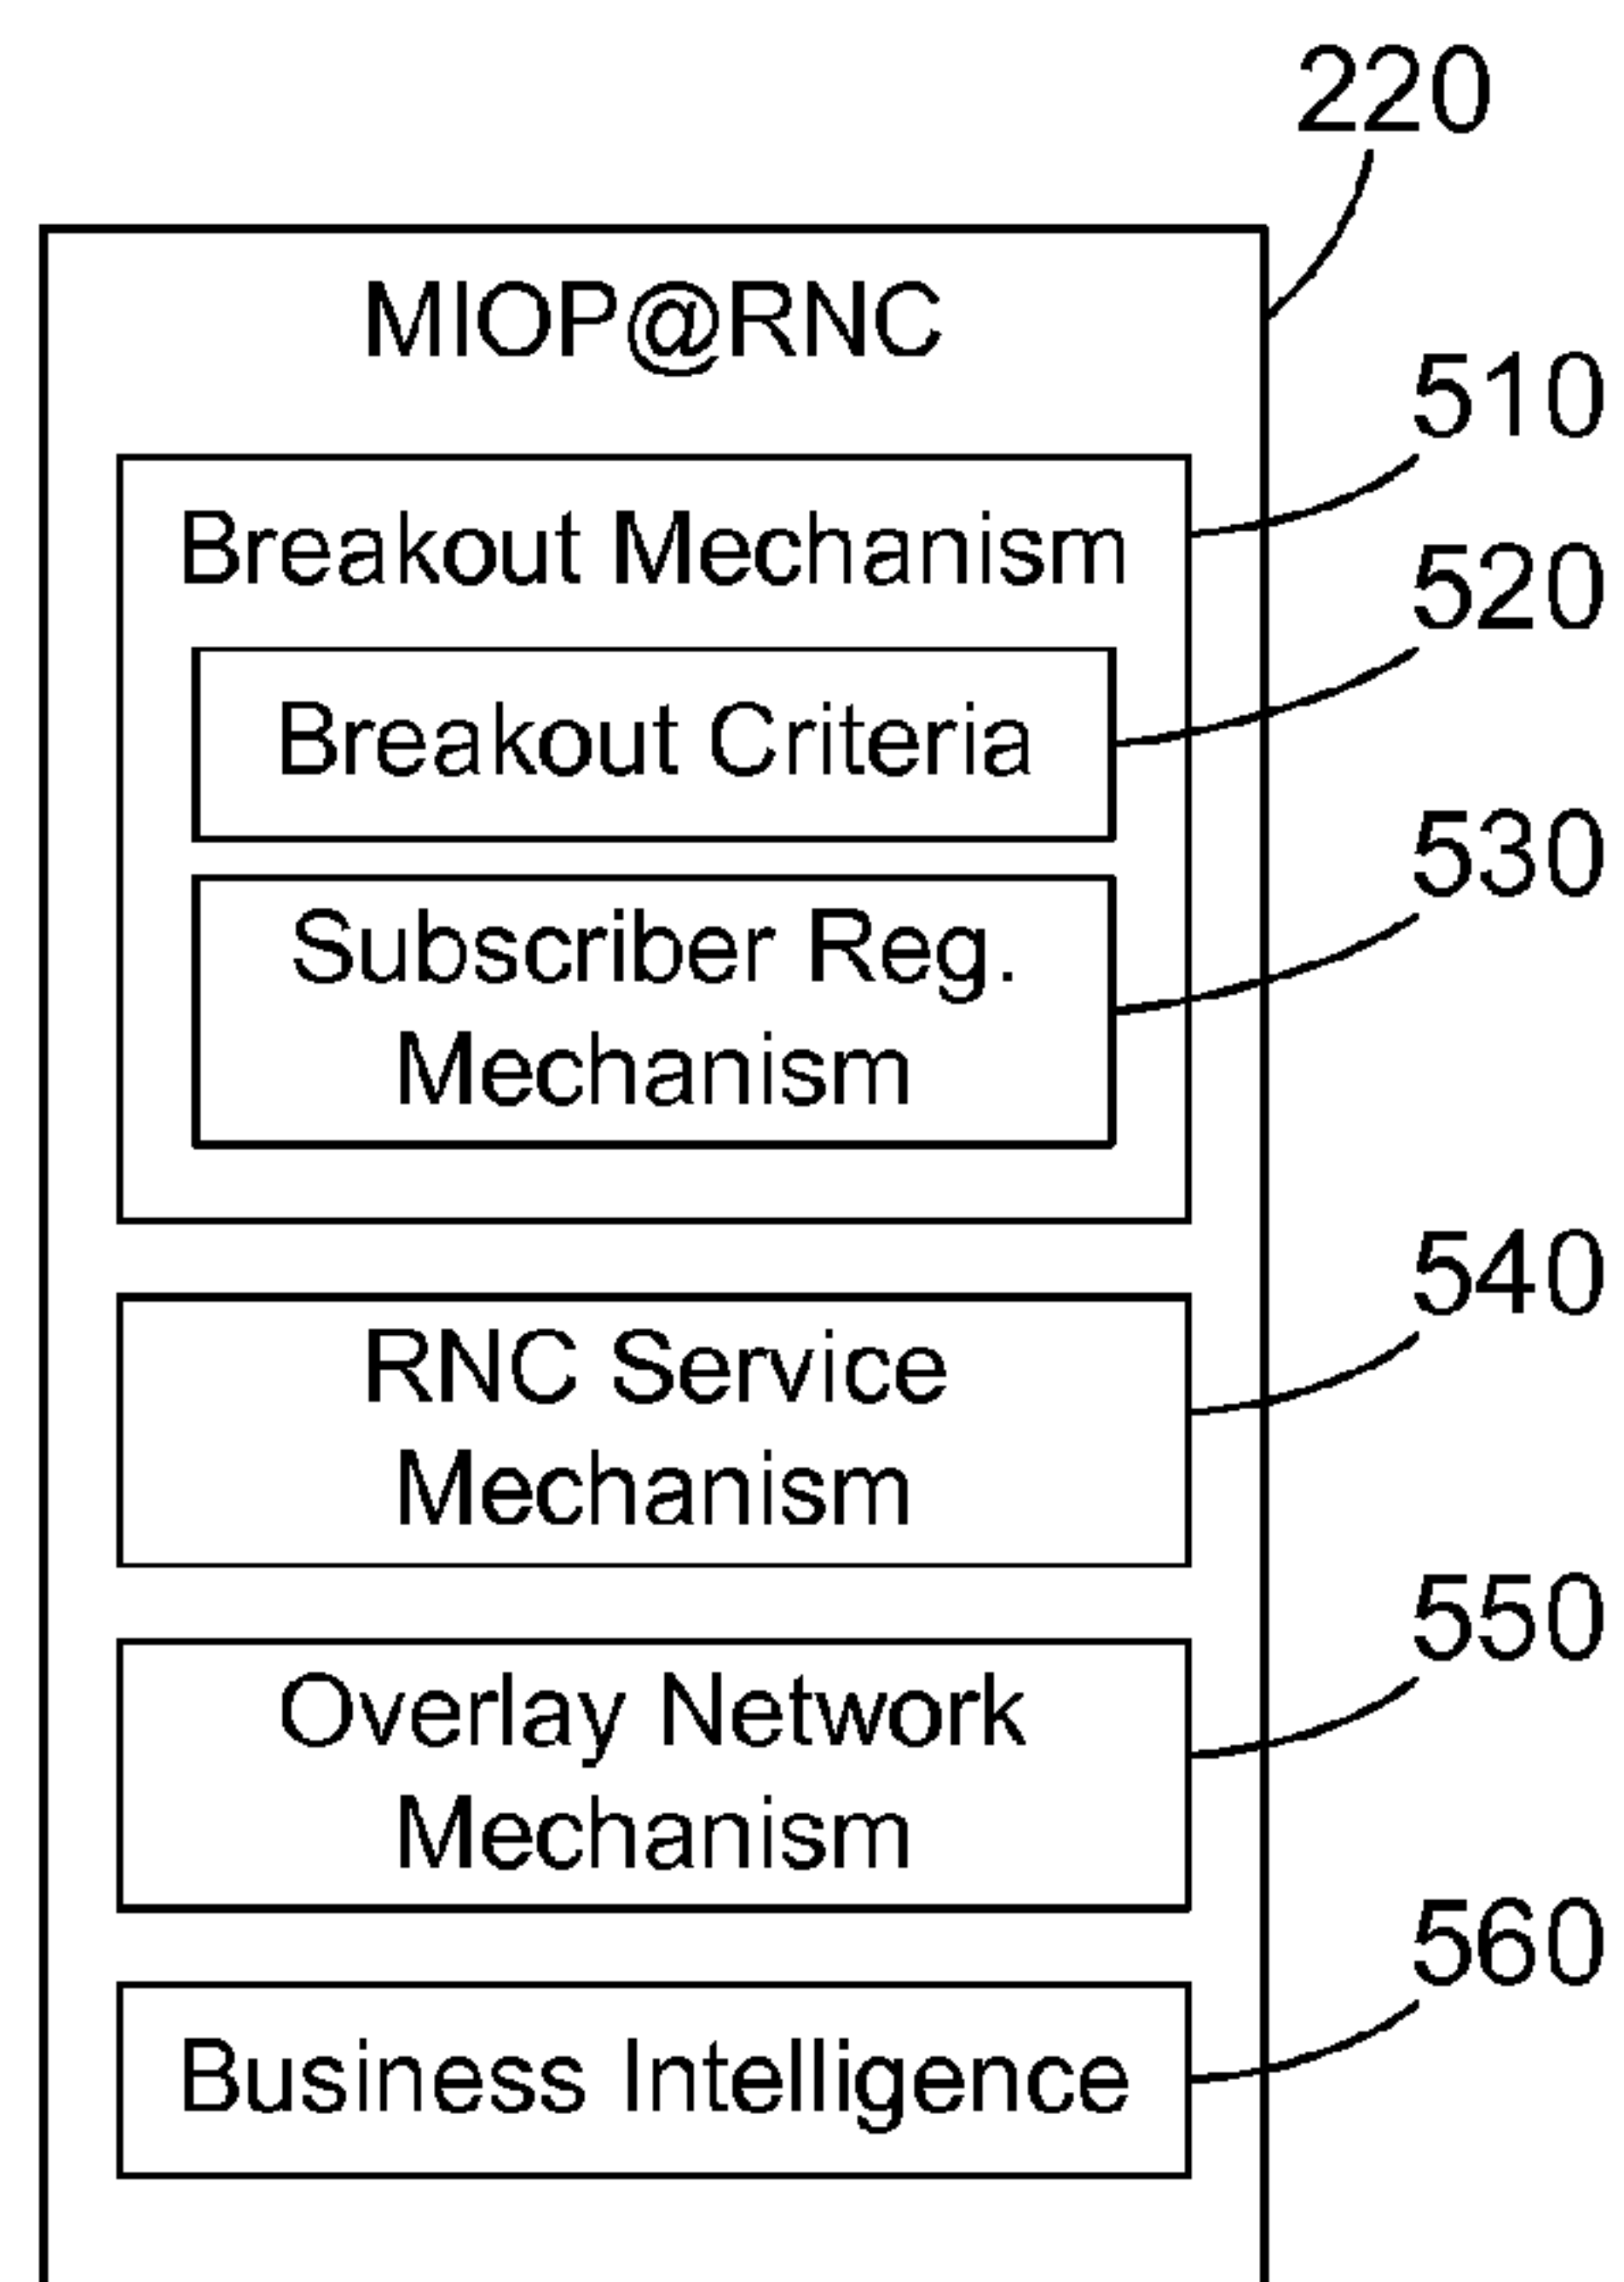 220
MIOP@RNC
510
Breakout Mechanism
520
Breakout Criteria
530
Subscriber Reg.
Mechanism
540
RNC Service
Mechanism
550
Overlay Network
Mechanism
560
Business Intelligence